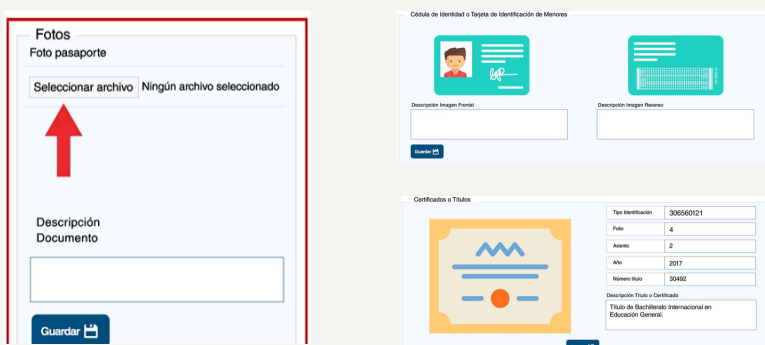 Fotos
Foto pasaporte
Seleccionar archivo Ningún archivo seleccionado
Descripción
Documento
Guardar
Cédula de Identidad o Tarjeta de Identificación de Menores
Descripción Imagen Frontal
Descripción Imagen Reverso
Guardar
Certificados o Títulos
Tipo Identificación 306560121
Folio 4
Asiento 2
Año 2017
Número título 30492
Descripción Título o Certificado
Título de Bachillerato Internacional en
Educación General.